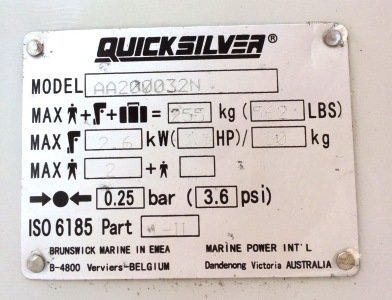 QUICKSILVER®
MODEL AA200032N
MAX + + = 255 kg ( LBS)
MAX 2.6 kW( HP)/ kg
MAX 2 +
0.25 bar ( 3.6 psi)
ISO 6185 Part -II
BRUNSWICK MARINE IN EMEA MARINE POWER INT'L
B-4800 Verviers-BELGIUM Dandenong Victoria AUSTRALIA